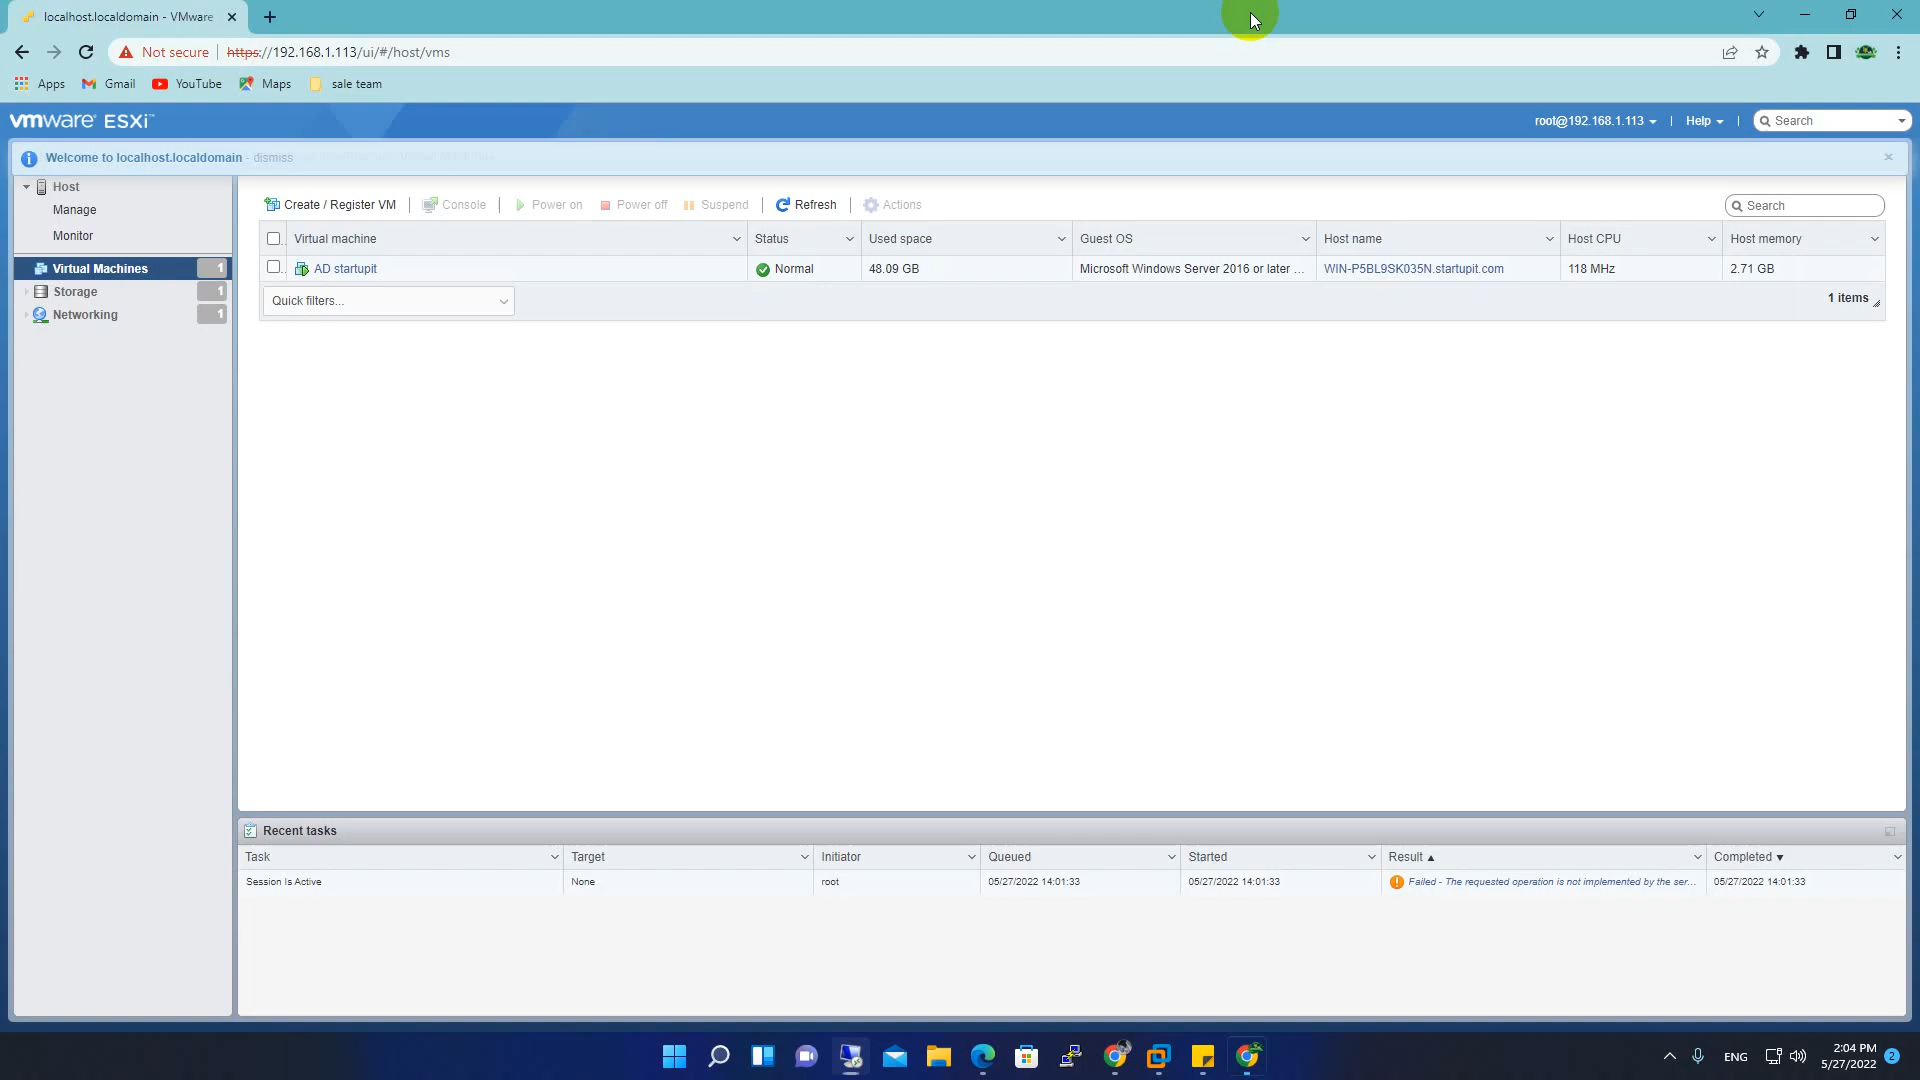 localhost.localdomain - VMware
Not secure
https://192.168.1.113/ui/#/host/vms
Apps
Gmail
YouTube
Maps
sale team
vmware ESXi™
root@192.168.1.113
|
Help
|
Search
Welcome to localhost.localdomain - dismiss
Host
Manage
Monitor
Virtual Machines 1
Storage 1
Networking 1
Create / Register VM
Console
Power on
Power off
Suspend
Refresh
Actions
Search
Virtual machine
Status
Used space
Guest OS
Host name
Host CPU
Host memory
AD startupit
Normal
48.09 GB
Microsoft Windows Server 2016 or later ...
WIN-P5BL9SK035N.startupit.com
118 MHz
2.71 GB
Quick filters...
1 items
Recent tasks
Task
Target
Initiator
Queued
Started
Result ▲
Completed ▼
Session Is Active
None
root
05/27/2022 14:01:33
05/27/2022 14:01:33
Failed - The requested operation is not implemented by the ser...
05/27/2022 14:01:33
ENG
2:04 PM
5/27/2022
2